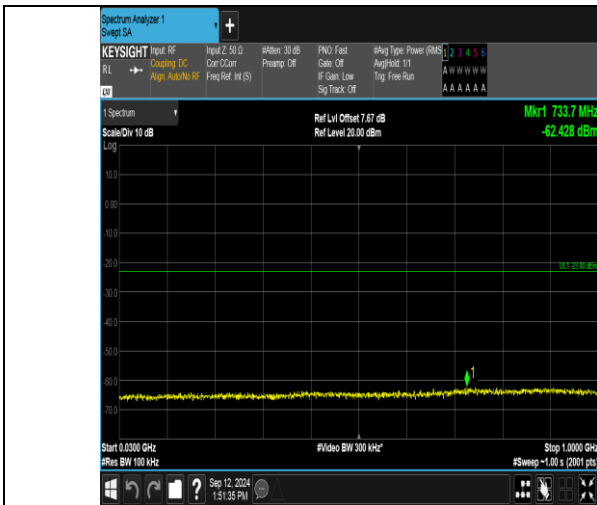 Spectrum Analyzer 1
Swept SA
+
KEYSIGHT
RL
LXI
Input: RF
Coupling: DC
Align: Auto/No RF
Input Z: 50 Ω
Corr CCorr
Freq Ref: Int (S)
#Atten: 30 dB
Preamp: Off
PNO: Fast
Gate: Off
IF Gain: Low
Sig Track: Off
#Avg Type: Power (RMS
Avg|Hold: 1/1
Trig: Free Run
1 2 3 4 5 6
A W W W W W
A A A A A A
1 Spectrum
Scale/Div 10 dB
Log
Ref Lvl Offset 7.67 dB
Ref Level 20.00 dBm
Mkr1 733.7 MHz
-62.428 dBm
10.0
0.00
-10.0
-20.0
DL1 -23.00 dBm
-30.0
-40.0
-50.0
1
-60.0
-70.0
Start 0.0300 GHz
#Res BW 100 kHz
#Video BW 300 kHz*
Stop 1.0000 GHz
#Sweep ~1.00 s (2001 pts)
?
Sep 12, 2024
1:51:35 PM